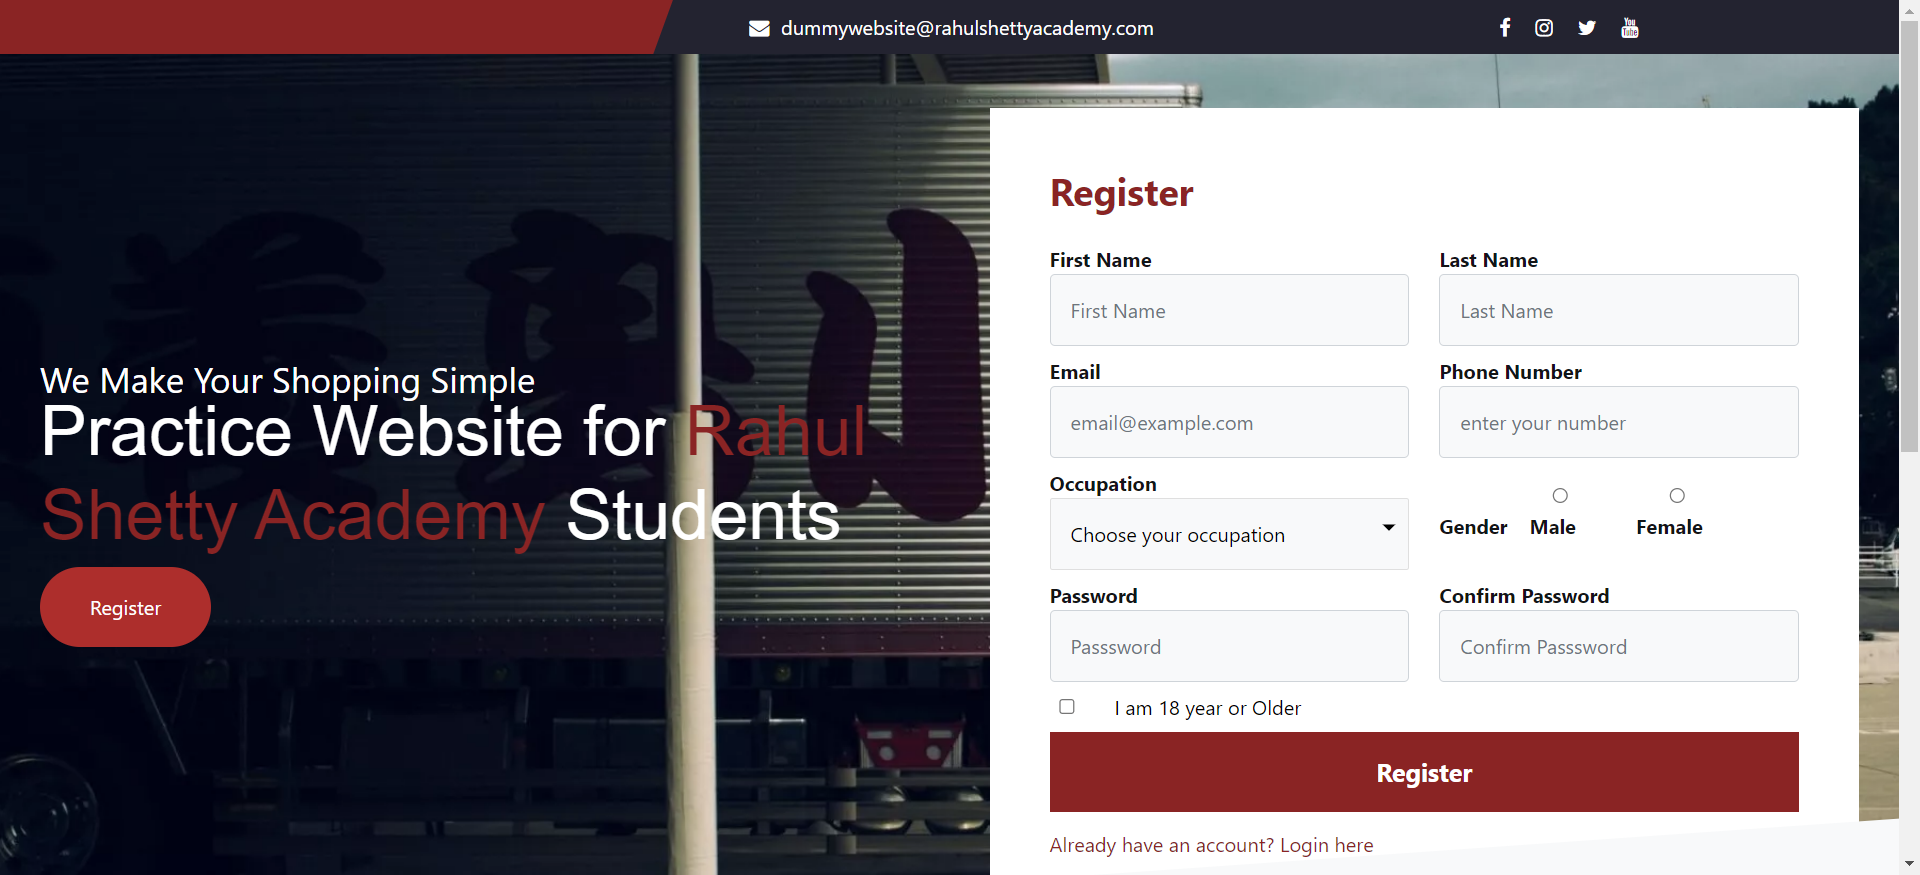 dummywebsite@rahulshettyacademy.com
We Make Your Shopping Simple
Practice Website for Rahul
Shetty Academy Students
Register
Register
First Name
Last Name
First Name
Last Name
Email
Phone Number
email@example.com
enter your number
Occupation
Choose your occupation
Gender
Male
Female
Password
Confirm Password
Passsword
Confirm Passsword
I am 18 year or Older
Register
Already have an account? Login here